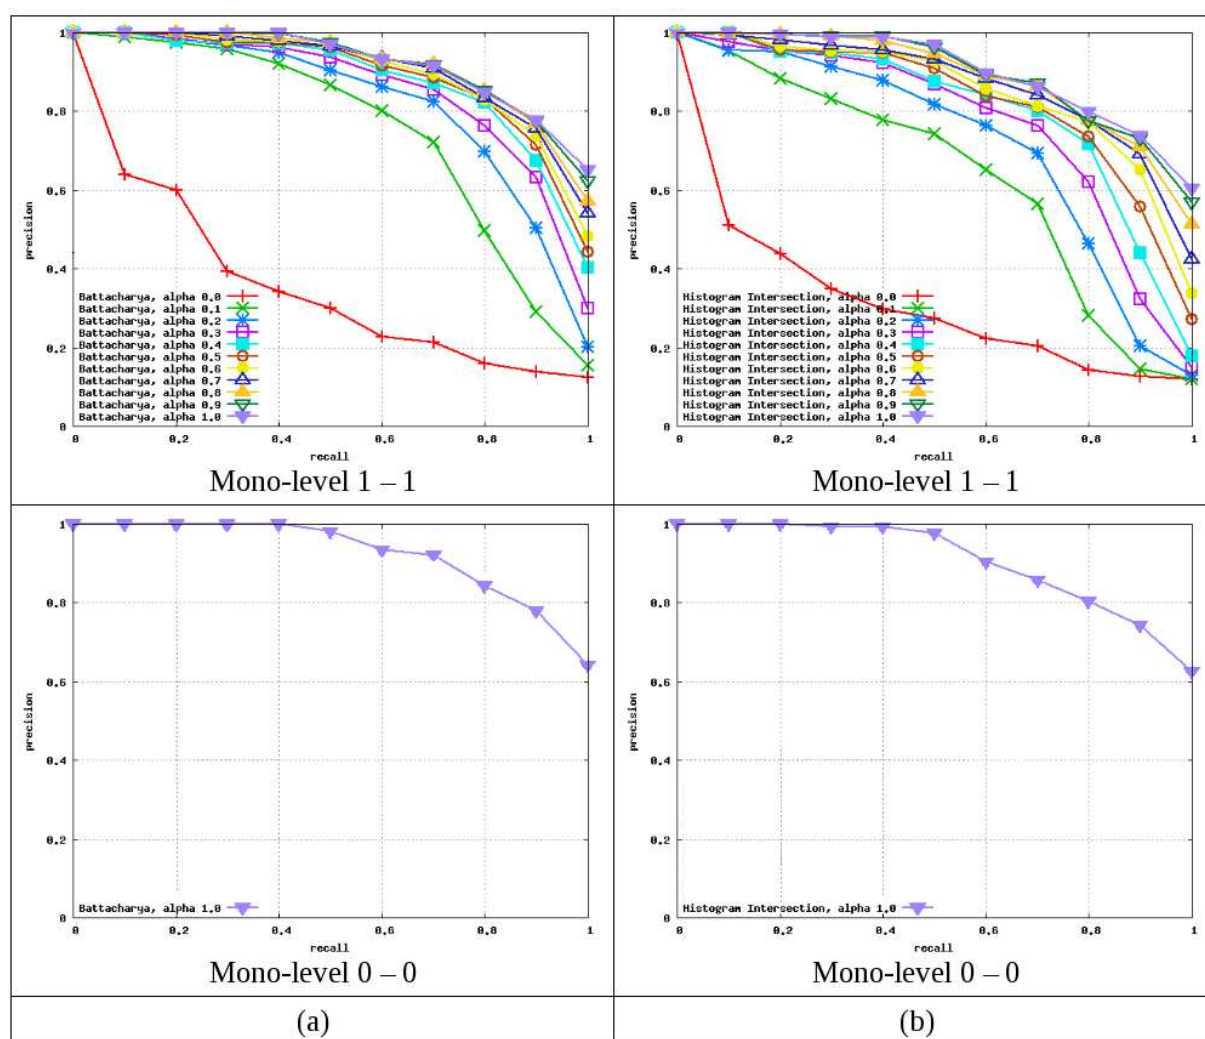 1
0.8
0.6
0.4
0.2
0
precision
Battacharya, alpha 0.0
Battacharya, alpha 0.1
Battacharya, alpha 0.2
Battacharya, alpha 0.3
Battacharya, alpha 0.4
Battacharya, alpha 0.5
Battacharya, alpha 0.6
Battacharya, alpha 0.7
Battacharya, alpha 0.8
Battacharya, alpha 0.9
Battacharya, alpha 1.0
0 0.2 0.4 0.6 0.8 1
recall
Mono-level 1 – 1
1
0.8
0.6
0.4
0.2
0
precision
Histogram Intersection, alpha 0.0
Histogram Intersection, alpha 0.1
Histogram Intersection, alpha 0.2
Histogram Intersection, alpha 0.3
Histogram Intersection, alpha 0.4
Histogram Intersection, alpha 0.5
Histogram Intersection, alpha 0.6
Histogram Intersection, alpha 0.7
Histogram Intersection, alpha 0.8
Histogram Intersection, alpha 0.9
Histogram Intersection, alpha 1.0
0 0.2 0.4 0.6 0.8 1
recall
Mono-level 1 – 1
1
0.8
0.6
0.4
0.2
0
precision
Battacharya, alpha 1.0
0 0.2 0.4 0.6 0.8 1
recall
Mono-level 0 – 0
1
0.8
0.6
0.4
0.2
0
precision
Histogram Intersection, alpha 1.0
0 0.2 0.4 0.6 0.8 1
recall
Mono-level 0 – 0
(a)
(b)